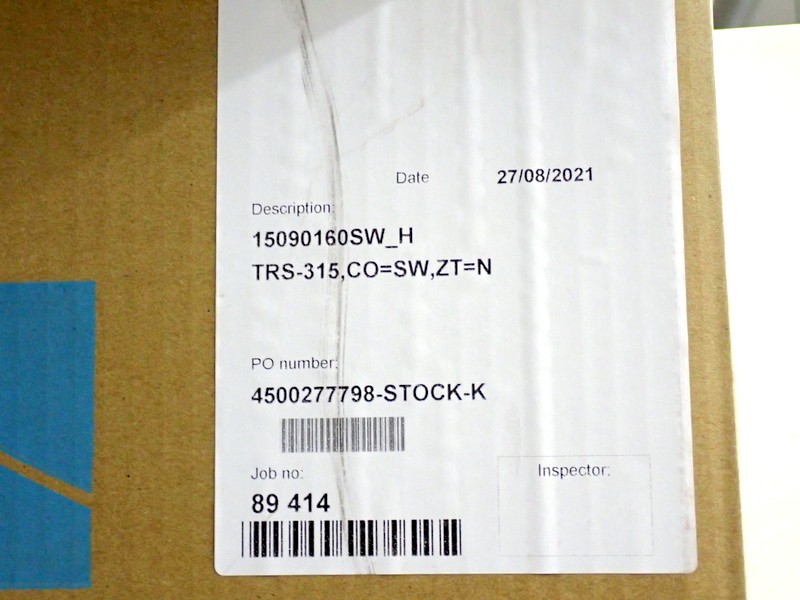 Date 27/08/2021
Description:
15090160SW_H
TRS-315,CO=SW,ZT=N
PO number:
4500277798-STOCK-K
Job no:
Inspector:
89 414